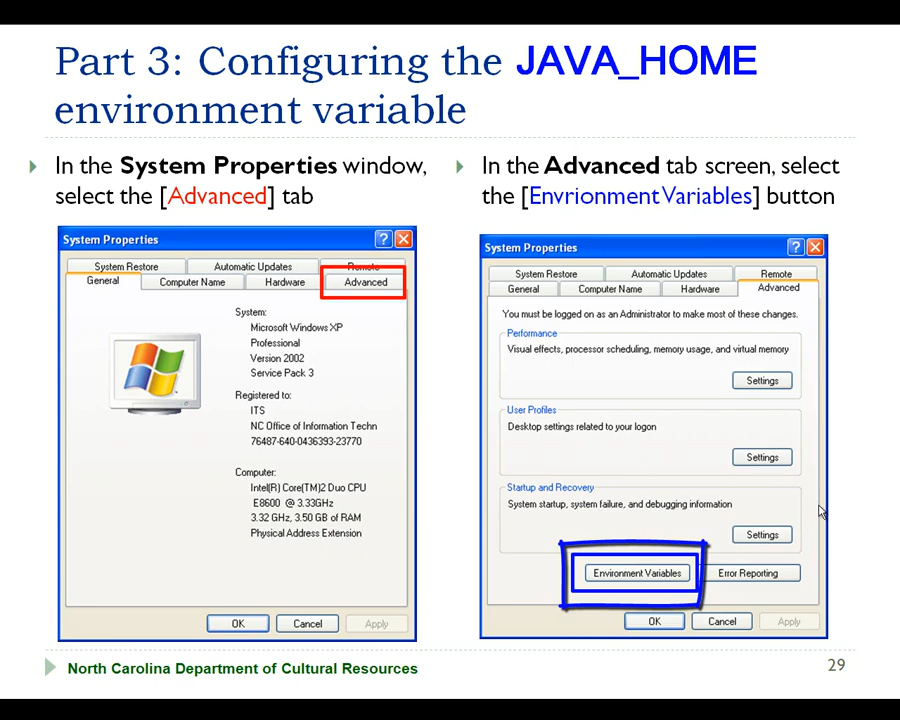 Part 3: Configuring the JAVA_HOME
environment variable
In the System Properties window,
select the [Advanced] tab
System Properties
System Restore Automatic Updates Remote
General Computer Name Hardware Advanced
System:
Microsoft Windows XP
Professional
Version 2002
Service Pack 3
Registered to:
ITS
NC Office of Information Techn
76487-640-0436393-23770
Computer:
Intel(R) Core(TM)2 Duo CPU
E8600 @ 3.33GHz
3.32 GHz, 3.50 GB of RAM
Physical Address Extension
OK Cancel Apply
In the Advanced tab screen, select
the [Envrionment Variables] button
System Properties
System Restore Automatic Updates Remote
General Computer Name Hardware Advanced
You must be logged on as an Administrator to make most of these changes.
Performance
Visual effects, processor scheduling, memory usage, and virtual memory
Settings
User Profiles
Desktop settings related to your logon
Settings
Startup and Recovery
System startup, system failure, and debugging information
Settings
Environment Variables Error Reporting
OK Cancel Apply
North Carolina Department of Cultural Resources
29